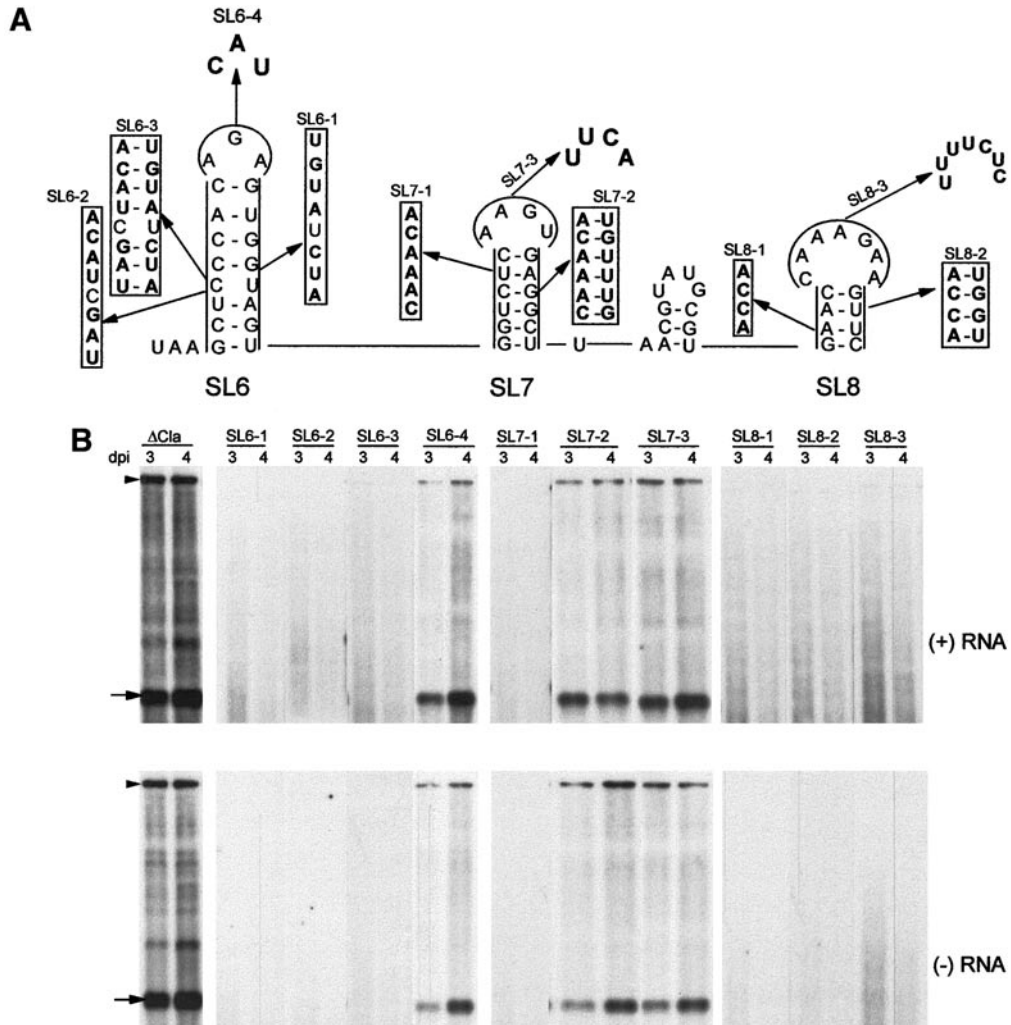 A
SL6-4
C A U
SL6-3
A-U
C-G
A-U
U-A
C U
G-C
A-U
U-A
SL6-2
A
C
A
U
C
G
A
U
A G A
C-G
A-U
C-G
C-G
C U
U-A
C-G
UAA G-U
SL6-1
U
G
U
A
U
C
U
A
SL7-1
A
C
A
A
A
C
SL7-3
U U C A
A A G U
C-G
U-A
C-G
U-G
G-C
G-U
SL7-2
A-U
C-G
A-U
A-U
A-U
C-G
U
AA
SL8-1
A
C
C
A
SL8-3
U U U U C U C
C A A A G A A
C-G
A-U
A-U
G-C
SL8-2
A-U
C-G
C-G
A-U
SL6 SL7 SL8
B
ΔCla SL6-1 SL6-2 SL6-3 SL6-4 SL7-1 SL7-2 SL7-3 SL8-1 SL8-2 SL8-3
dpi 3 4 3 4 3 4 3 4 3 4 3 4 3 4 3 4 3 4 3 4 3 4
(+) RNA
(-) RNA